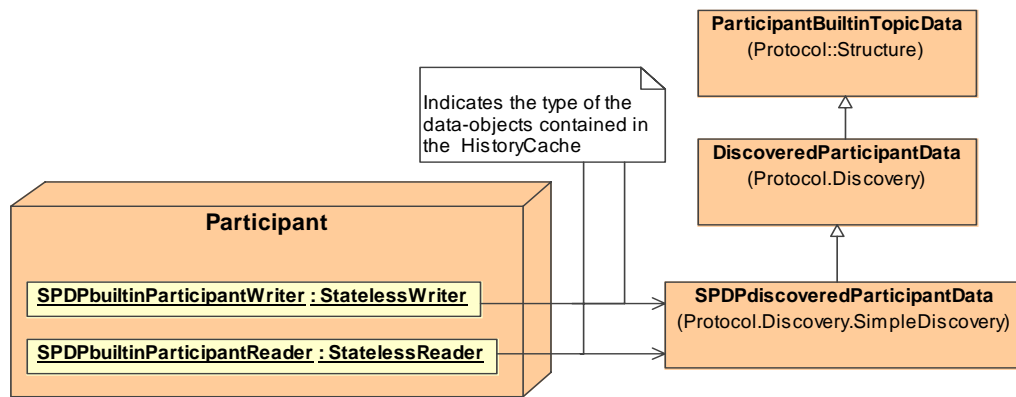 ParticipantBuiltinTopicData
(Protocol::Structure)
Indicates the type of the
data-objects contained in
the HistoryCache
DiscoveredParticipantData
(Protocol.Discovery)
Participant
SPDPbuiltinParticipantWriter : StatelessWriter
SPDPdiscoveredParticipantData
(Protocol.Discovery.SimpleDiscovery)
SPDPbuiltinParticipantReader : StatelessReader